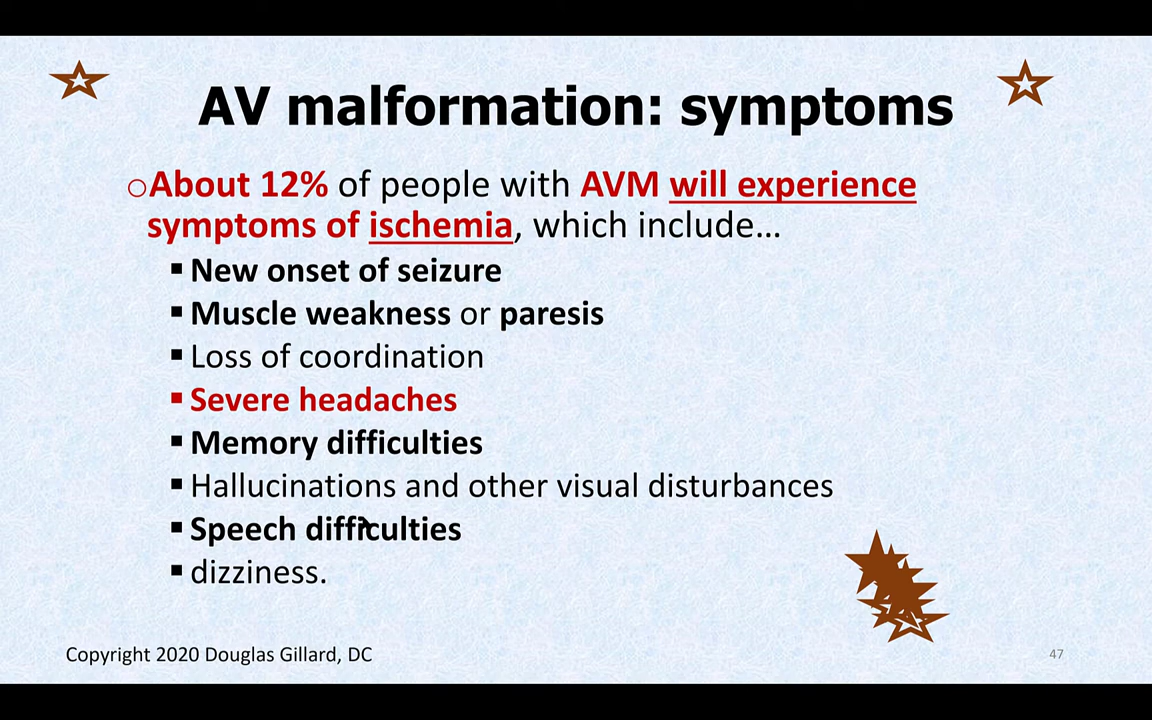 AV malformation: symptoms
About 12% of people with AVM will experience
symptoms of ischemia, which include…
New onset of seizure
Muscle weakness or paresis
Loss of coordination
Severe headaches
Memory difficulties
Hallucinations and other visual disturbances
Speech difficulties
dizziness.
Copyright 2020 Douglas Gillard, DC
47